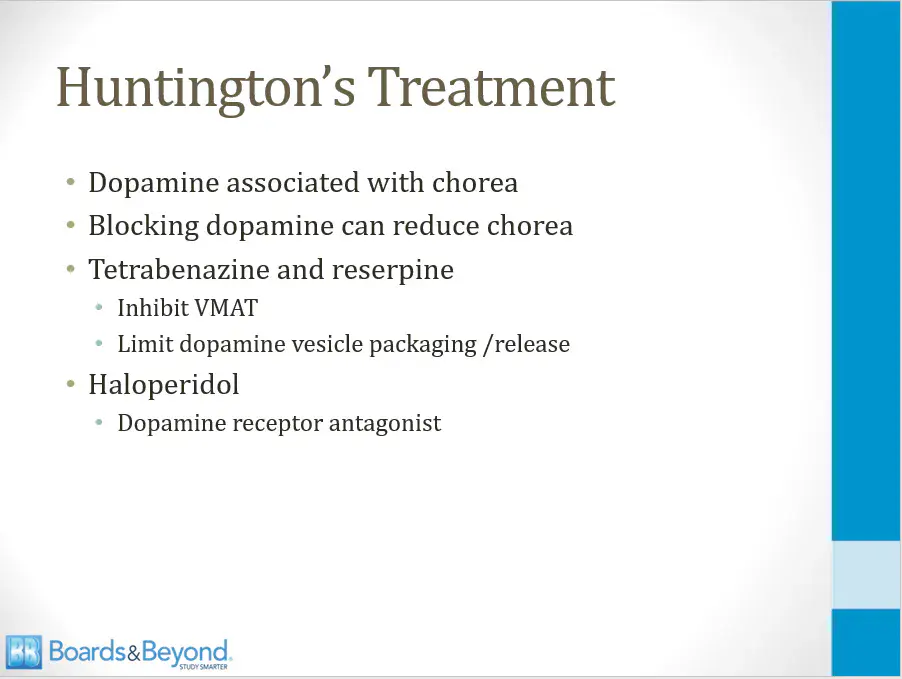 Huntington’s Treatment
• Dopamine associated with chorea
• Blocking dopamine can reduce chorea
• Tetrabenazine and reserpine
• Inhibit VMAT
• Limit dopamine vesicle packaging /release
• Haloperidol
• Dopamine receptor antagonist
BB Boards&Beyond.
STUDY SMARTER